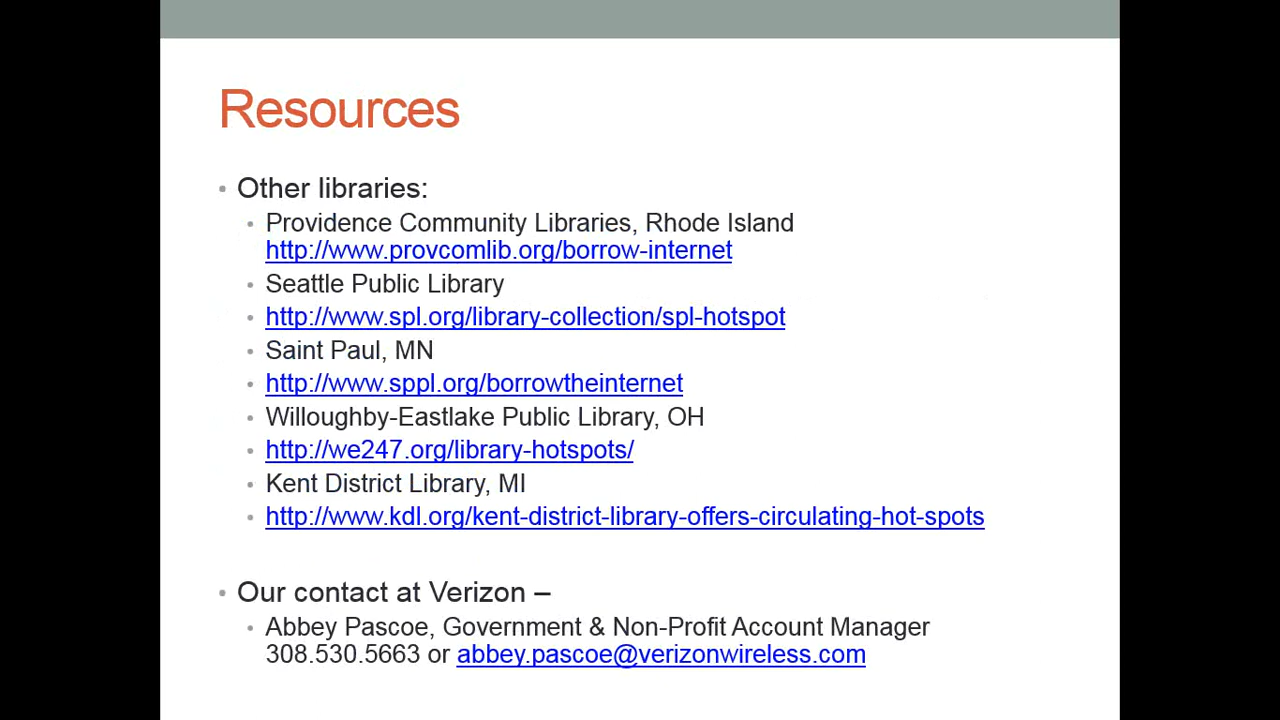 Resources
• Other libraries:
• Providence Community Libraries, Rhode Island
http://www.provcomlib.org/borrow-internet
• Seattle Public Library
• http://www.spl.org/library-collection/spl-hotspot
• Saint Paul, MN
• http://www.sppl.org/borrowtheinternet
• Willoughby-Eastlake Public Library, OH
• http://we247.org/library-hotspots/
• Kent District Library, MI
• http://www.kdl.org/kent-district-library-offers-circulating-hot-spots
• Our contact at Verizon –
• Abbey Pascoe, Government & Non-Profit Account Manager
308.530.5663 or abbey.pascoe@verizonwireless.com